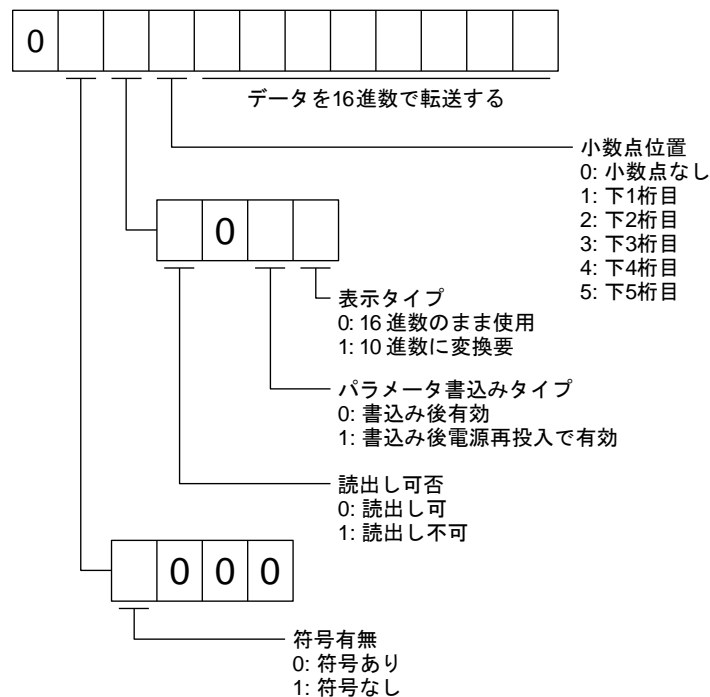 0
データを16進数で転送する
小数点位置
0: 小数点なし
1: 下1桁目
2: 下2桁目
3: 下3桁目
4: 下4桁目
5: 下5桁目
0
表示タイプ
0: 16 進数のまま使用
1: 10 進数に変換要
パラメータ書込みタイプ
0: 書込み後有効
1: 書込み後電源再投入で有効
読出し可否
0: 読出し可
1: 読出し不可
0 0 0
符号有無
0: 符号あり
1: 符号なし